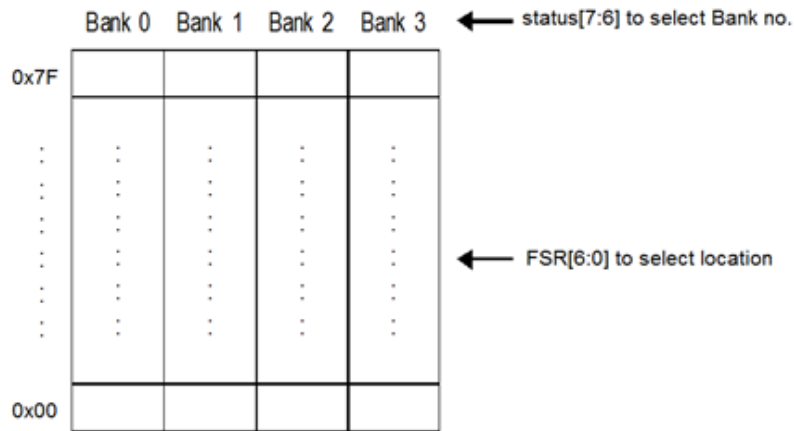 Bank 0 Bank 1 Bank 2 Bank 3 status[7:6] to select Bank no.
0x7F
FSR[6:0] to select location
0x00